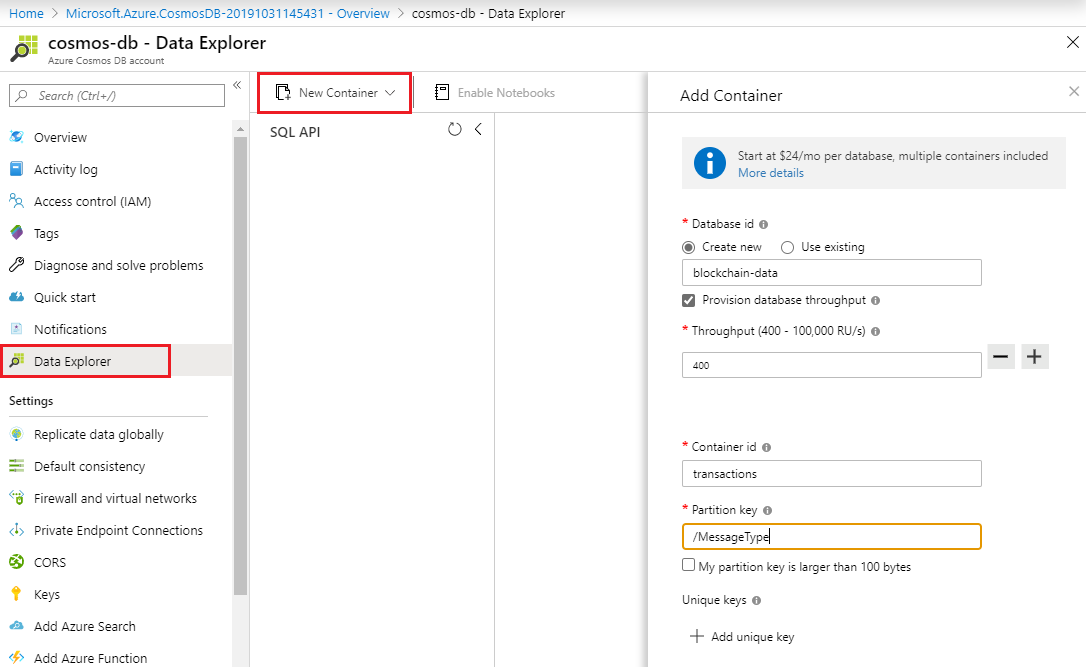 Home > Microsoft.Azure.CosmosDB-20191031145431 - Overview > cosmos-db - Data Explorer
cosmos-db - Data Explorer
Azure Cosmos DB account
Search (Ctrl+/)
Overview
Activity log
Access control (IAM)
Tags
Diagnose and solve problems
Quick start
Notifications
Data Explorer
Settings
Replicate data globally
Default consistency
Firewall and virtual networks
Private Endpoint Connections
CORS
Keys
Add Azure Search
Add Azure Function
New Container
Enable Notebooks
SQL API
Add Container
Start at $24/mo per database, multiple containers included
More details
* Database id
Create new Use existing
blockchain-data
Provision database throughput
* Throughput (400 - 100,000 RU/s)
400
* Container id
transactions
* Partition key
/MessageType
My partition key is larger than 100 bytes
Unique keys
Add unique key